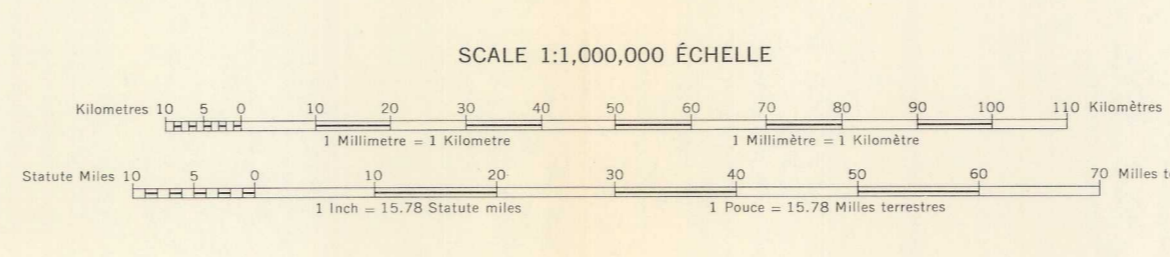 SCALE 1:1,000,000 ÉCHELLE
Kilometres 10 5 0 10 20 30 40 50 60 70 80 90 100 110 Kilomètres
1 Millimetre = 1 Kilometre 1 Millimètre = 1 Kilomètre
Statute Miles 10 5 0 10 20 30 40 50 60 70 Milles t
1 Inch = 15.78 Statute miles 1 Pouce = 15.78 Milles terrestres